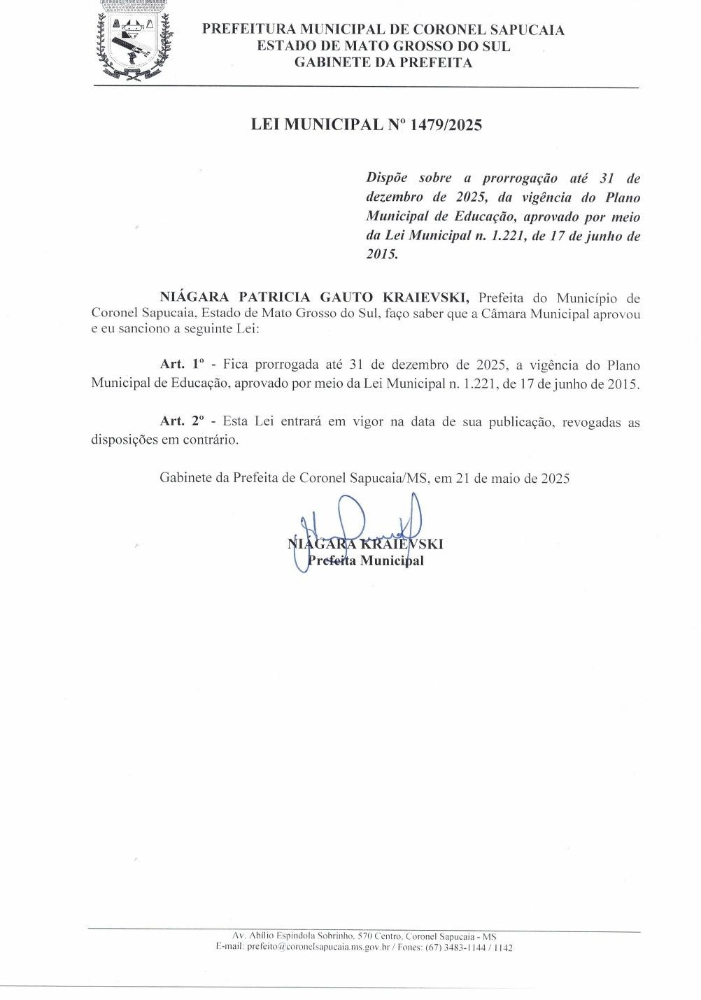 PREFEITURA MUNICIPAL DE CORONEL SAPUCAIA
ESTADO DE MATO GROSSO DO SUL
GABINETE DA PREFEITA
LEI MUNICIPAL Nº 1479/2025
Dispõe sobre a prorrogação até 31 de
dezembro de 2025, da vigência do Plano
Municipal de Educação, aprovado por meio
da Lei Municipal n. 1.221, de 17 de junho de
2015.
NIÁGARA PATRICIA GAUTO KRAIEVSKI, Prefeita do Município de
Coronel Sapucaia, Estado de Mato Grosso do Sul, faço saber que a Câmara Municipal aprovou
e eu sanciono a seguinte Lei:
Art. 1º - Fica prorrogada até 31 de dezembro de 2025, a vigência do Plano
Municipal de Educação, aprovado por meio da Lei Municipal n. 1.221, de 17 de junho de 2015.
Art. 2º - Esta Lei entrará em vigor na data de sua publicação, revogadas as
disposições em contrário.
Gabinete da Prefeita de Coronel Sapucaia/MS, em 21 de maio de 2025
NIÁGARA KRAIEVSKI
Prefeita Municipal
Av. Abílio Espindola Sobrinho, 570 Centro, Coronel Sapucaia - MS
E-mail: prefeito@coronelsapucaia.ms.gov.br / Fones: (67) 3483-1144 / 1142